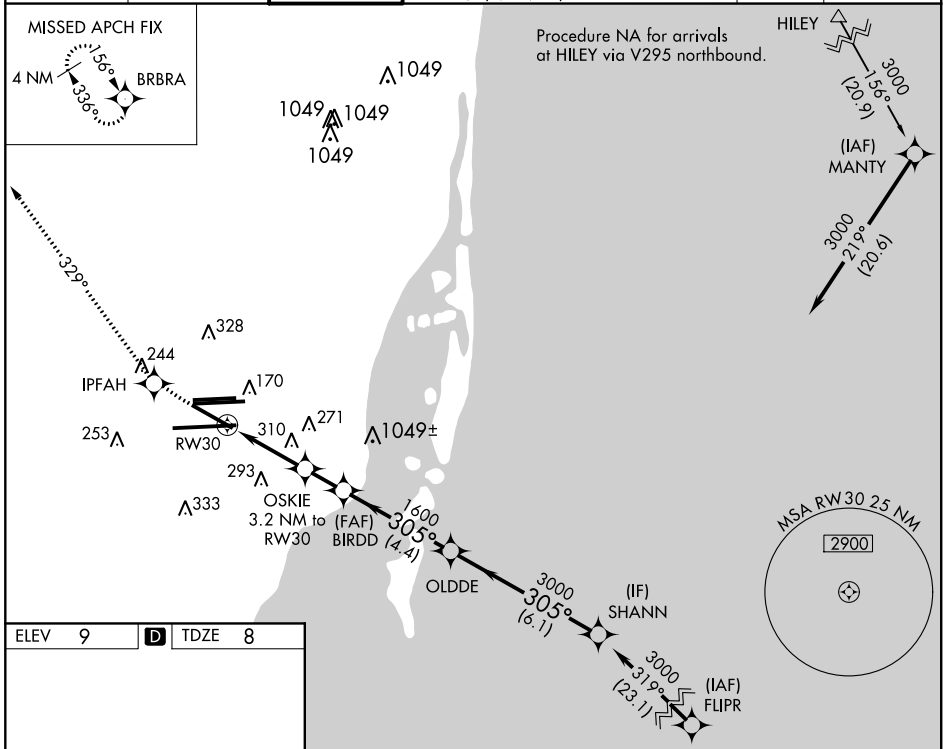 MISSED APCH FIX
4 NM
156°
336°
BRBRA
1049
1049
1049
1049
Procedure NA for arrivals
at HILEY via V295 northbound.
HILEY
3000
156°
(20.9)
(IAF)
MANTY
3000
219°
(20.6)
329°
328
244
IPFAH
170
253
RW30
310
271
1049±
293
333
OSKIE
3.2 NM to
RW30
(FAF)
BIRDD
1600
305°
(4.4)
OLDDE
3000
305°
(6.1)
(IF)
SHANN
3000
319°
(23.1)
(IAF)
FLIPR
MSA RW30 25 NM
2900
ELEV 9 D TDZE 8